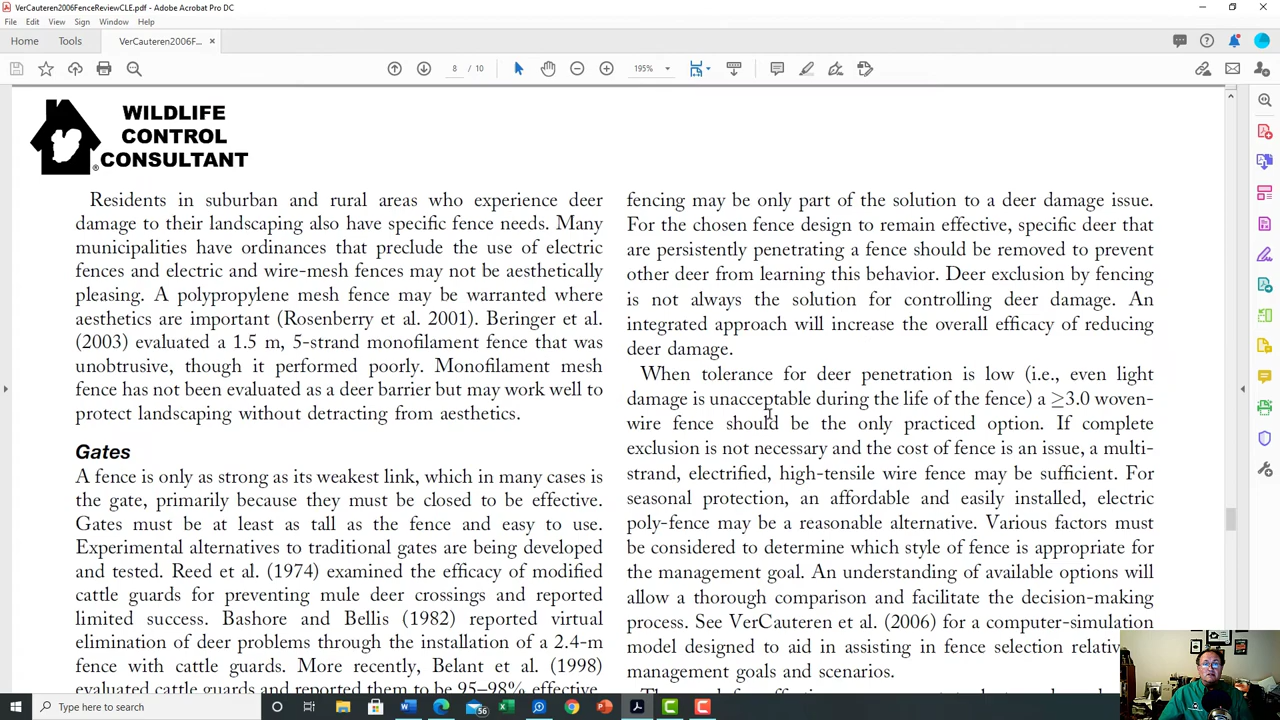 VerCauteren2006FenceReviewCLE.pdf - Adobe Acrobat Pro DC
File Edit View Sign Window Help
Home Tools VerCauteren2006F... ×
8 / 10 195%
WILDLIFE
CONTROL
CONSULTANT
®
Residents in suburban and rural areas who experience deer
damage to their landscaping also have specific fence needs. Many
municipalities have ordinances that preclude the use of electric
fences and electric and wire-mesh fences may not be aesthetically
pleasing. A polypropylene mesh fence may be warranted where
aesthetics are important (Rosenberry et al. 2001). Beringer et al.
(2003) evaluated a 1.5 m, 5-strand monofilament fence that was
unobtrusive, though it performed poorly. Monofilament mesh
fence has not been evaluated as a deer barrier but may work well to
protect landscaping without detracting from aesthetics.
Gates
A fence is only as strong as its weakest link, which in many cases is
the gate, primarily because they must be closed to be effective.
Gates must be at least as tall as the fence and easy to use.
Experimental alternatives to traditional gates are being developed
and tested. Reed et al. (1974) examined the efficacy of modified
cattle guards for preventing mule deer crossings and reported
limited success. Bashore and Bellis (1982) reported virtual
elimination of deer problems through the installation of a 2.4-m
fence with cattle guards. More recently, Belant et al. (1998)
evaluated cattle guards and reported them to be 95–98% effective
fencing may be only part of the solution to a deer damage issue.
For the chosen fence design to remain effective, specific deer that
are persistently penetrating a fence should be removed to prevent
other deer from learning this behavior. Deer exclusion by fencing
is not always the solution for controlling deer damage. An
integrated approach will increase the overall efficacy of reducing
deer damage.
When tolerance for deer penetration is low (i.e., even light
damage is unacceptable during the life of the fence) a ≥3.0 woven-
wire fence should be the only practiced option. If complete
exclusion is not necessary and the cost of fence is an issue, a multi-
strand, electrified, high-tensile wire fence may be sufficient. For
seasonal protection, an affordable and easily installed, electric
poly-fence may be a reasonable alternative. Various factors must
be considered to determine which style of fence is appropriate for
the management goal. An understanding of available options will
allow a thorough comparison and facilitate the decision-making
process. See VerCauteren et al. (2006) for a computer-simulation
model designed to aid in assisting in fence selection relativ
management goals and scenarios.
Type here to search
56